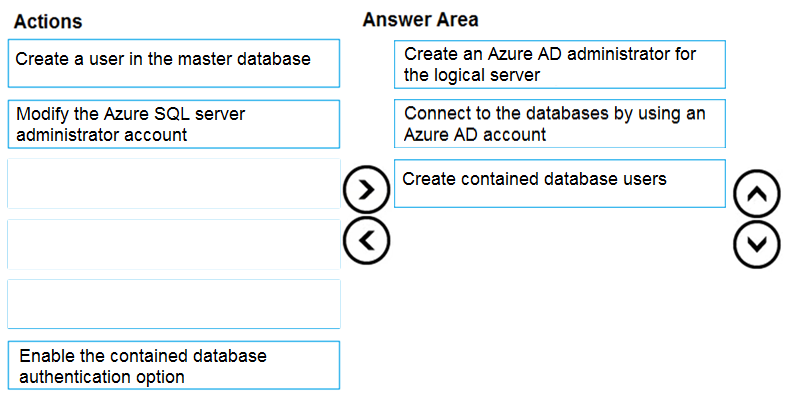 Actions
Create a user in the master database
Modify the Azure SQL server
administrator account
Enable the contained database
authentication option
Answer Area
Create an Azure AD administrator for
the logical server
Connect to the databases by using an
Azure AD account
Create contained database users